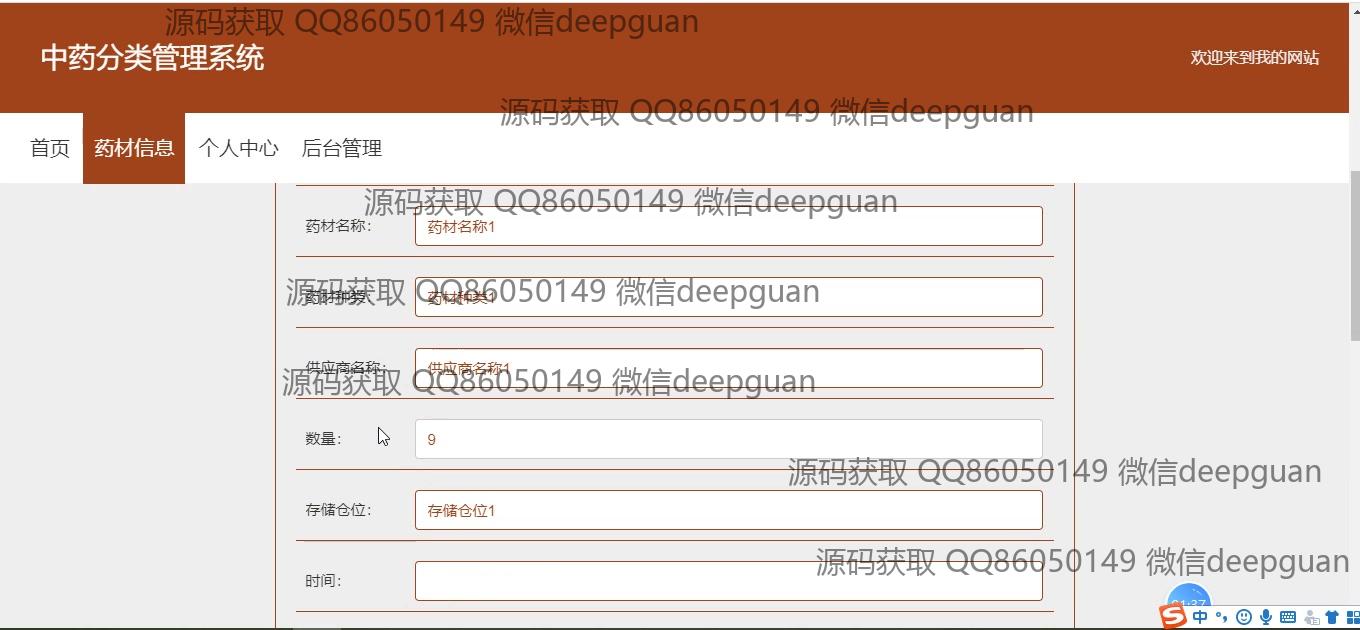 源码获取 QQ86050149 微信deepguan
中药分类管理系统
欢迎来到我的网站
源码获取 QQ86050149 微信deepguan
首页 药材信息 个人中心 后台管理
源码获取 QQ86050149 微信deepguan
药材名称： 药材名称1
源码获取 QQ86050149 微信deepguan
药材种类： 药材种类1
供应商名称： 供应商名称1
源码获取 QQ86050149 微信deepguan
数量： 9
源码获取 QQ86050149 微信deepguan
存储仓位： 存储仓位1
源码获取 QQ86050149 微信deepguan
时间：
01:37
S 中